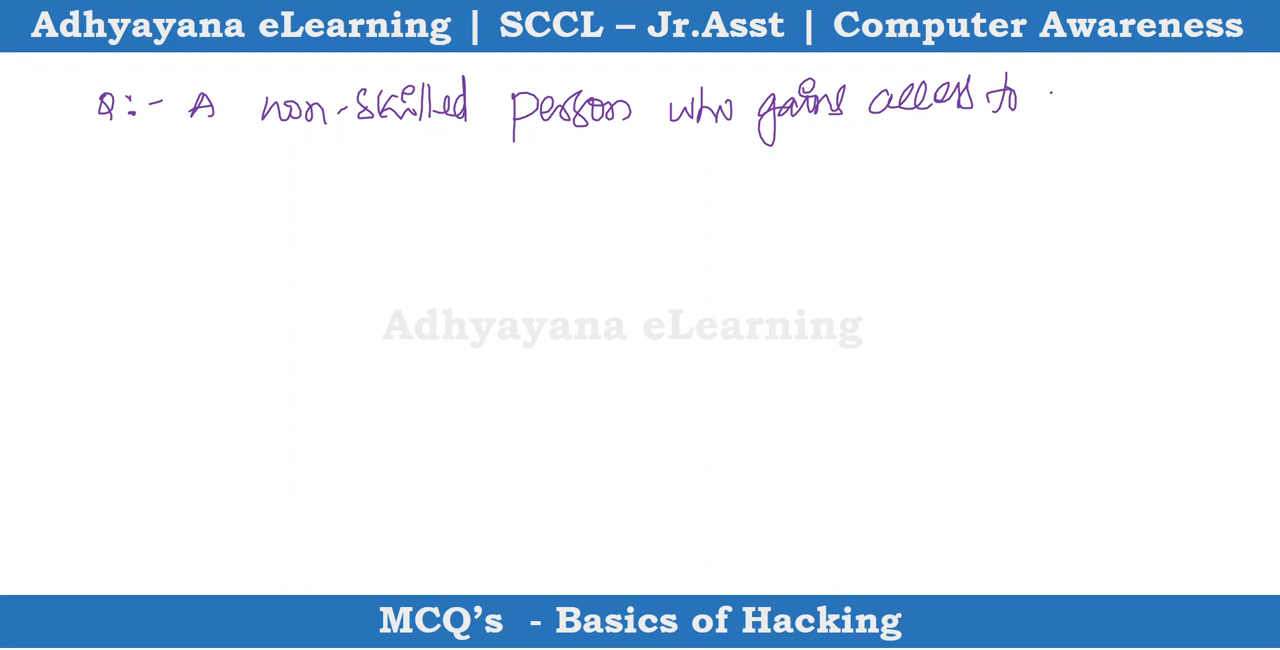 Adhyayana eLearning | SCCL – Jr.Asst | Computer Awareness
Q:- A non-skilled person who gains access to
Adhyayana eLearning
MCQ’s - Basics of Hacking